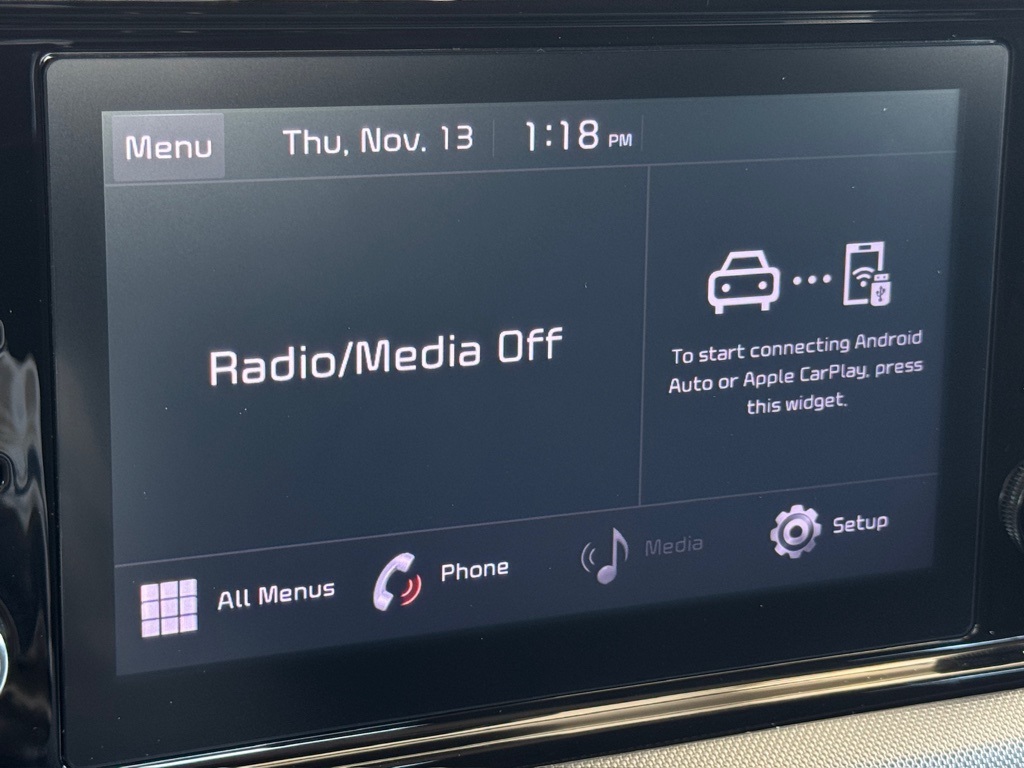 Menu
Thu, Nov. 13
1:18 PM
Radio/Media Off
To start connecting Android
Auto or Apple CarPlay, press
this widget.
All Menus
Phone
Media
Setup